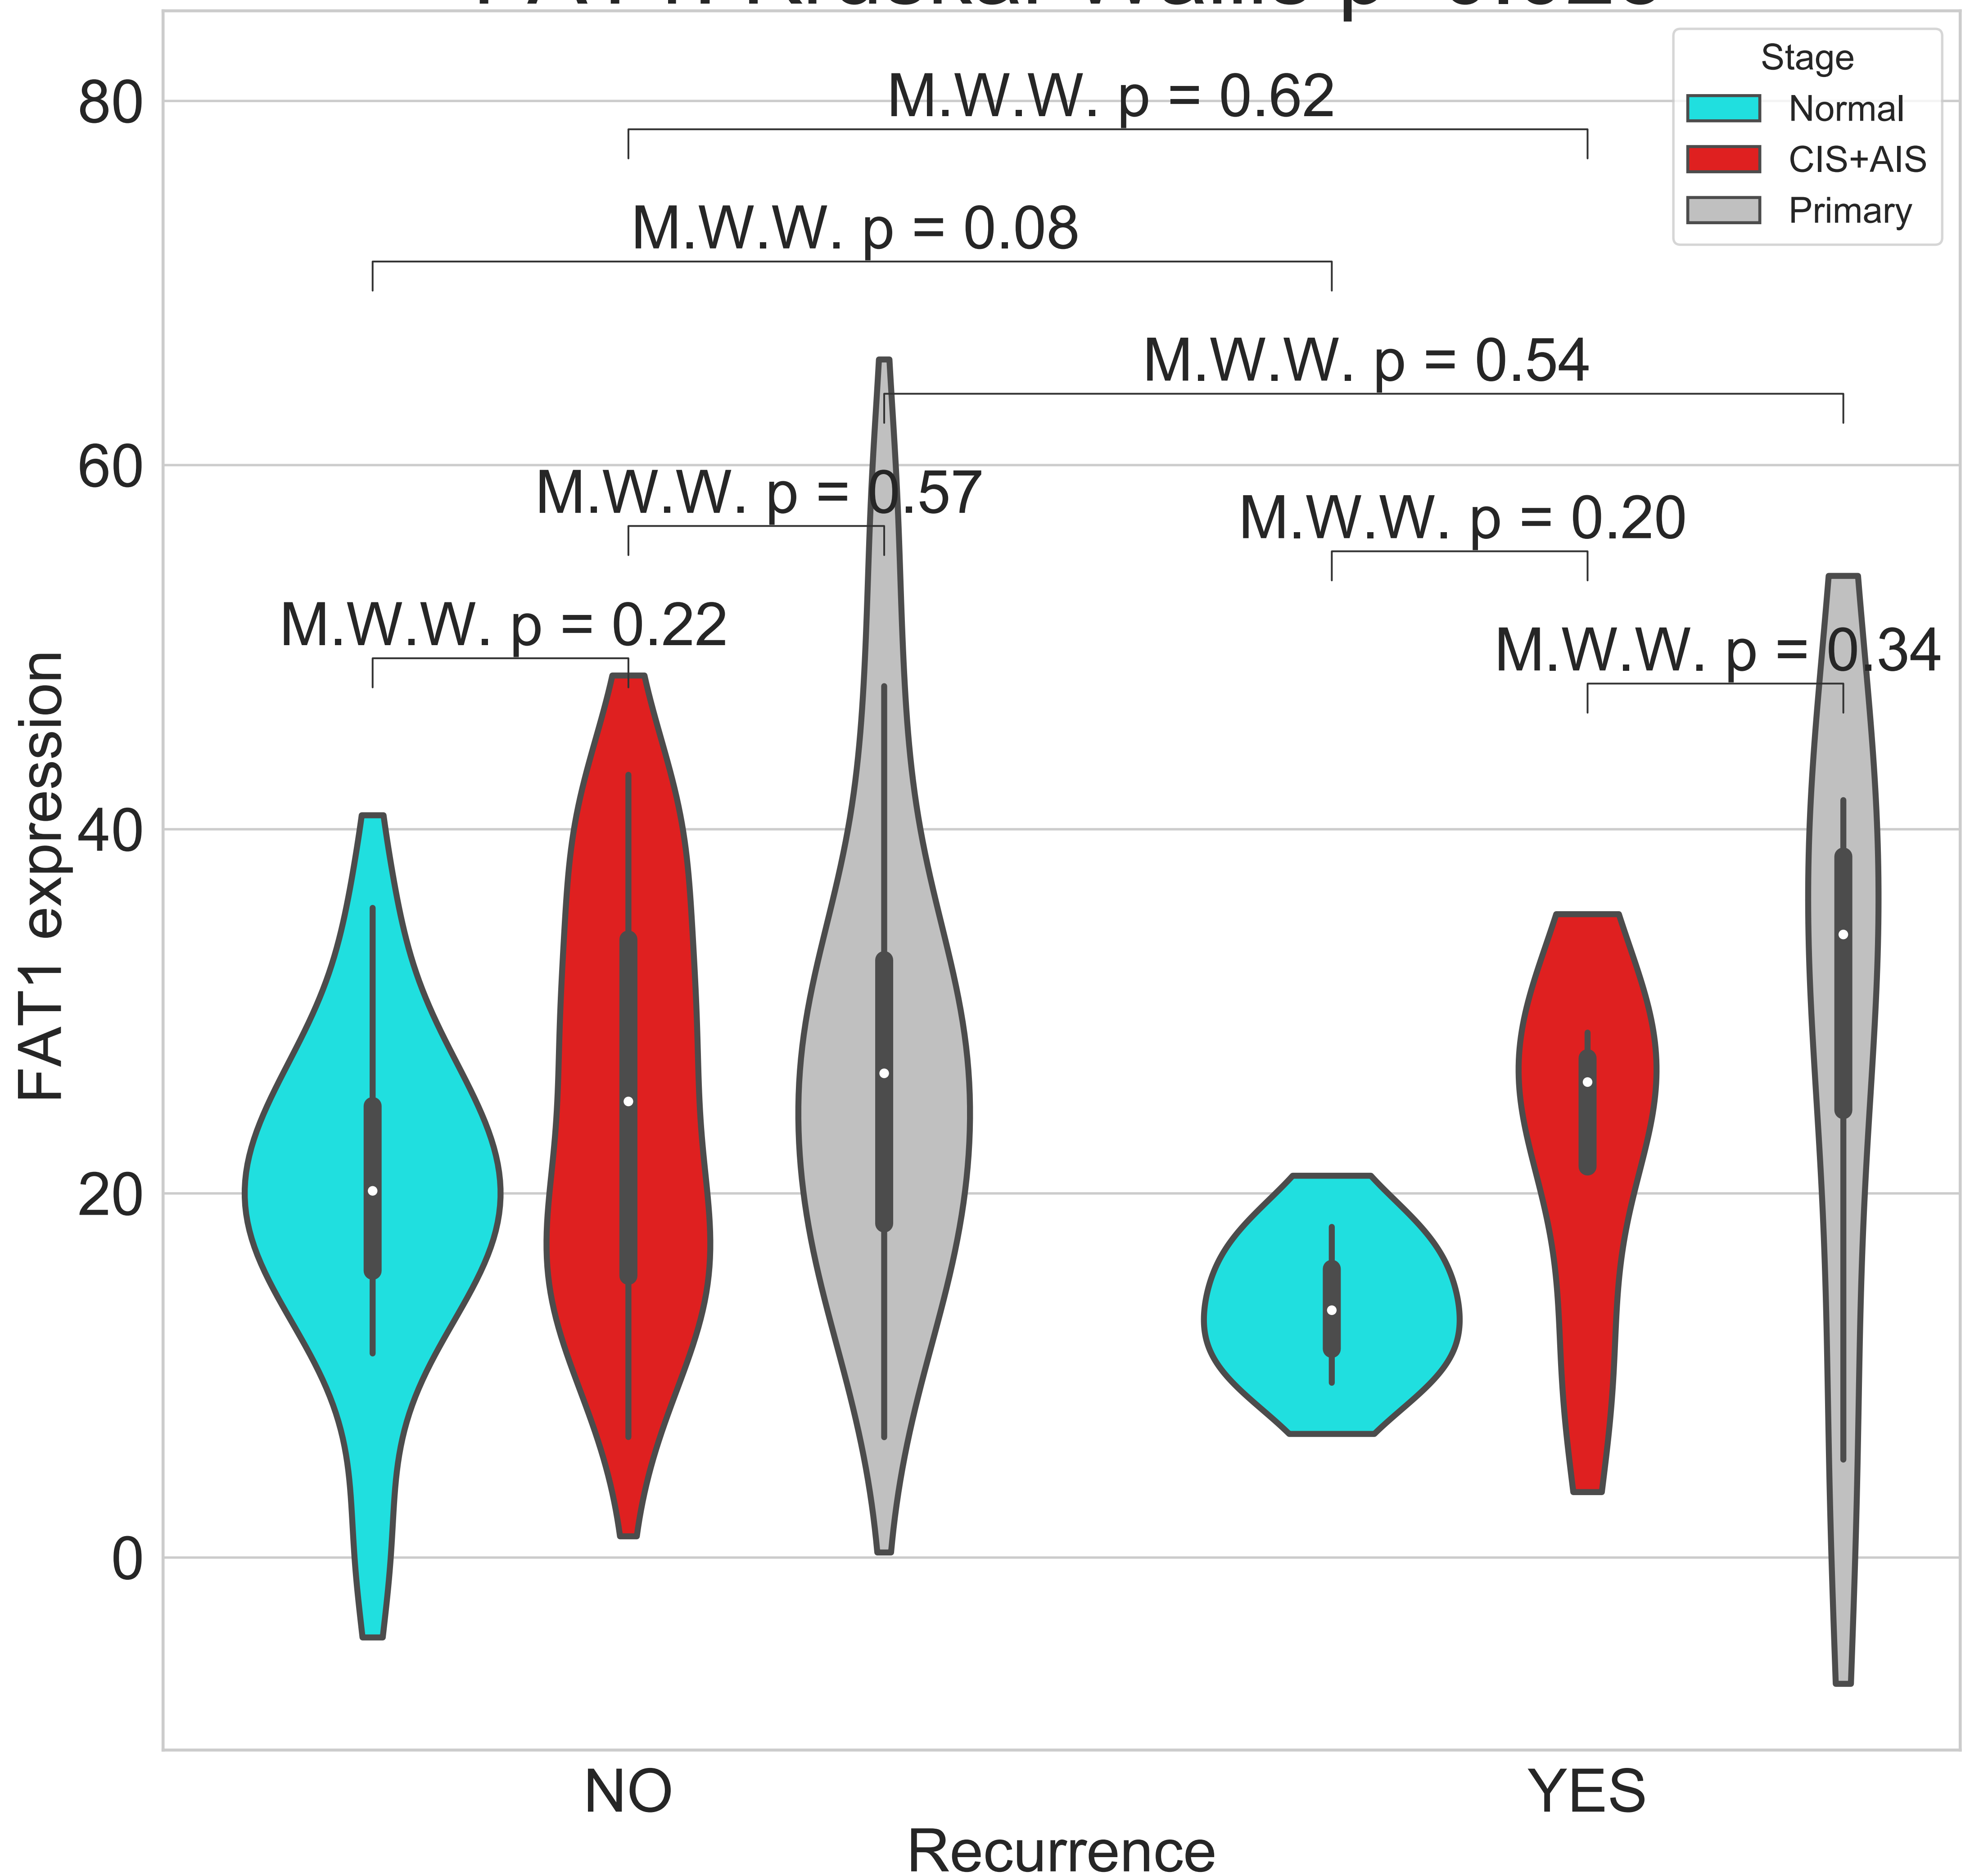 Stage
Normal
CIS+AIS
Primary
M.W.W. p = 0.62
M.W.W. p = 0.08
M.W.W. p = 0.54
M.W.W. p = 0.57
M.W.W. p = 0.20
M.W.W. p = 0.22
M.W.W. p = 0.34
80
60
40
20
0
FAT1 expression
NO
YES
Recurrence